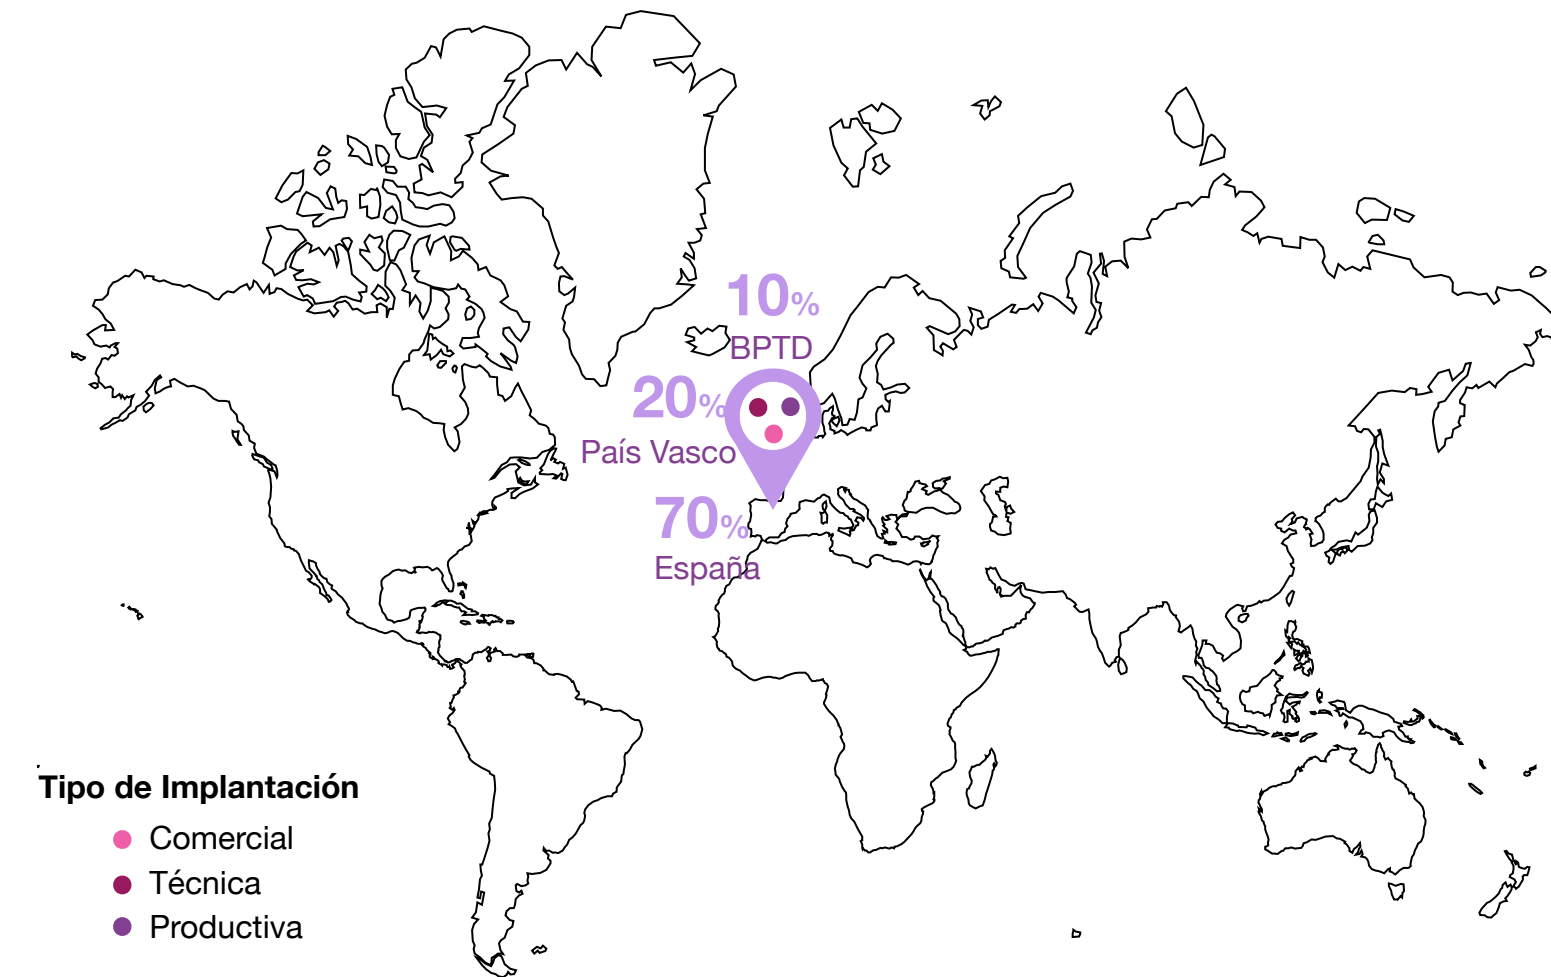 10%
BPTD
20%
País Vasco
70%
España
Tipo de Implantación
Comercial
Técnica
Productiva